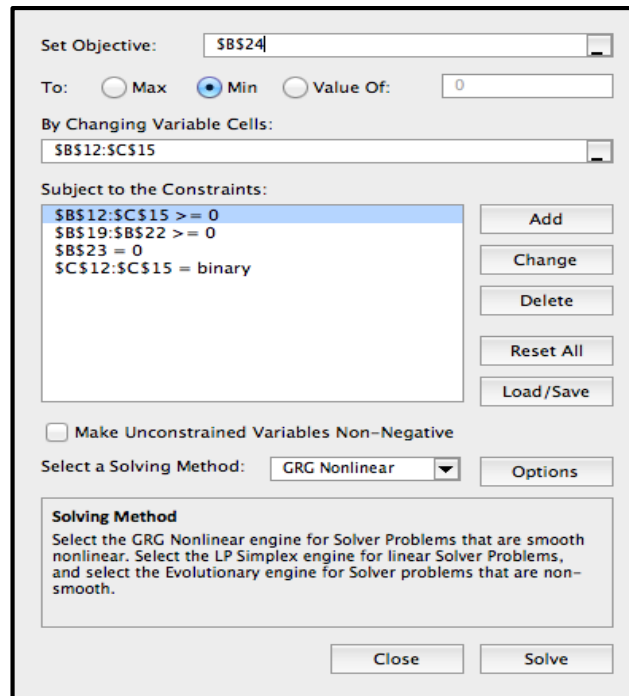 Set Objective: $B$24
To: Max Min Value Of: 0
By Changing Variable Cells:
$B$12:$C$15
Subject to the Constraints:
$B$12:$C$15 >= 0
$B$19:$B$22 >= 0
$B$23 = 0
$C$12:$C$15 = binary
Add
Change
Delete
Reset All
Load/Save
Make Unconstrained Variables Non-Negative
Select a Solving Method: GRG Nonlinear Options
Solving Method
Select the GRG Nonlinear engine for Solver Problems that are smooth
nonlinear. Select the LP Simplex engine for linear Solver Problems,
and select the Evolutionary engine for Solver problems that are non-
smooth.
Close Solve